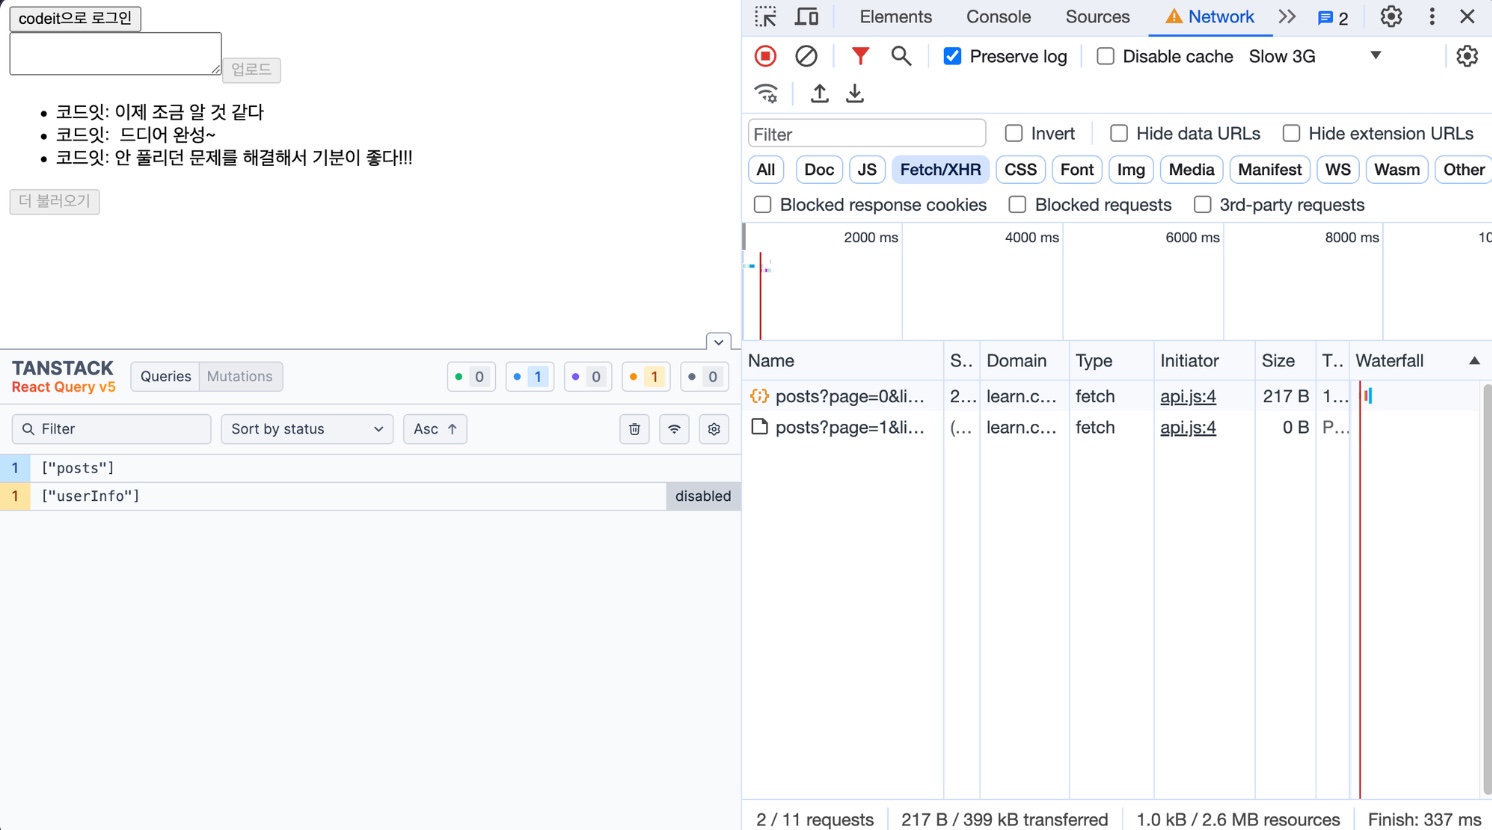 codeit으로 로그인
업로드
• 코드잇: 이제 조금 알 것 같다
• 코드잇: 드디어 완성~
• 코드잇: 안 풀리던 문제를 해결해서 기분이 좋다!!!
더 불러오기
TANSTACK
React Query v5
Queries Mutations
0 1 0 1 0
Filter Sort by status Asc ↑
1 ["posts"]
1 ["userInfo"] disabled
Elements Console Sources Network 2
Preserve log Disable cache Slow 3G
Filter Invert Hide data URLs Hide extension URLs
All Doc JS Fetch/XHR CSS Font Img Media Manifest WS Wasm Other
Blocked response cookies Blocked requests 3rd-party requests
2000 ms 4000 ms 6000 ms 8000 ms 10
Name S.. Domain Type Initiator Size T.. Waterfall
posts?page=0&li... 2... learn.c... fetch api.js:4 217 B 1...
posts?page=1&li... (... learn.c... fetch api.js:4 0 B P...
2 / 11 requests 217 B / 399 kB transferred 1.0 kB / 2.6 MB resources Finish: 337 ms